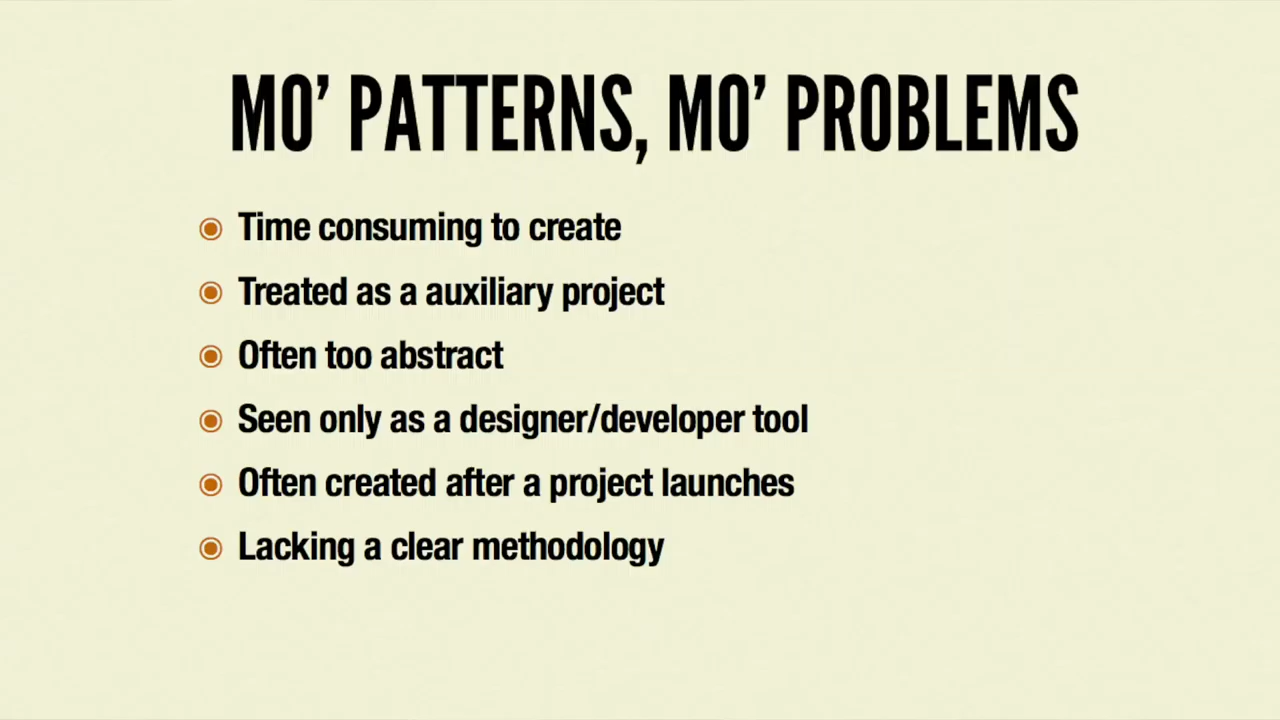 MO’ PATTERNS, MO’ PROBLEMS
Time consuming to create
Treated as a auxiliary project
Often too abstract
Seen only as a designer/developer tool
Often created after a project launches
Lacking a clear methodology